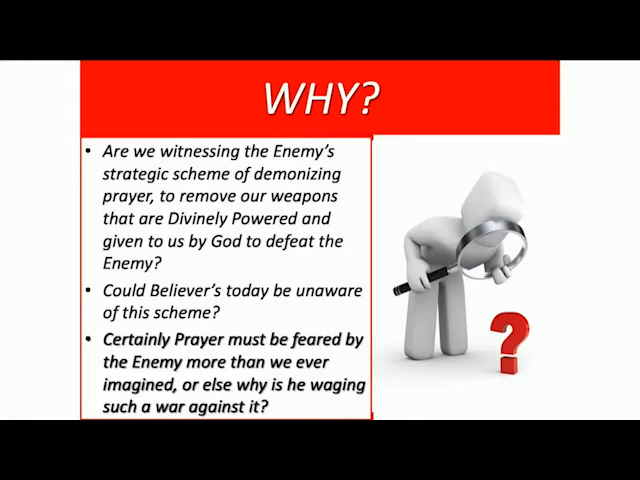 WHY?
• Are we witnessing the Enemy's
strategic scheme of demonizing
prayer, to remove our weapons
that are Divinely Powered and
given to us by God to defeat the
Enemy?
• Could Believer's today be unaware
of this scheme?
• Certainly Prayer must be feared by
the Enemy more than we ever
imagined, or else why is he waging
such a war against it?
?